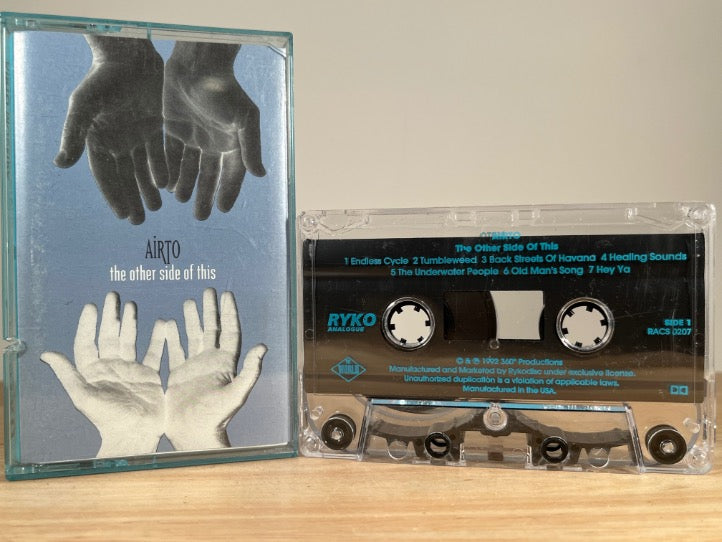 AiRTO
the other side of this
AIRTO
The Other Side Of This
1 Endless Cycle 2 Tumbleweed 3 Back Streets Of Havana 4 Healing Sounds
5 The Underwater People 6 Old Man's Song 7 Hey Ya
RYKO
ANALOGUE
SIDE 1
RACS 0207
THE
WORLD
© & ℗ 1992 360° Productions
Manufactured and Marketed by Rykodisc under exclusive license.
Unauthorized duplication is a violation of applicable laws.
Manufactured in the USA.